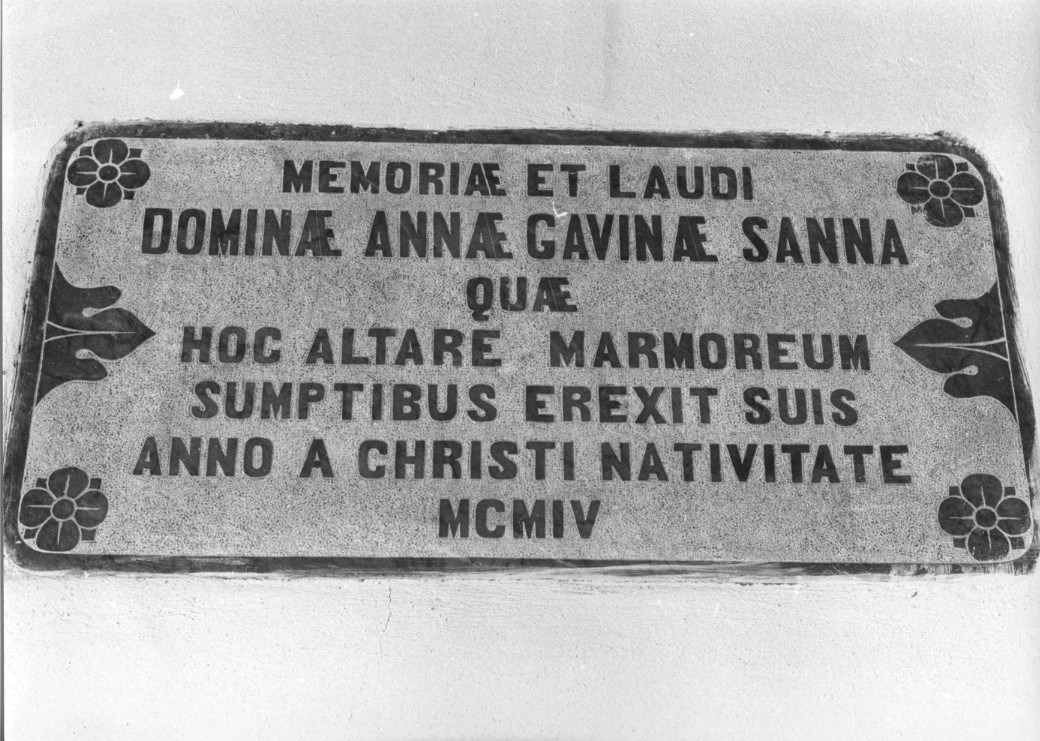 MEMORIÆ ET LAUDI
DOMINÆ ANNÆ GAVINÆ SANNA
QUÆ
HOC ALTARE MARMOREUM
SUMPTIBUS EREXIT SUIS
ANNO A CHRISTI NATIVITATE
MCMIV